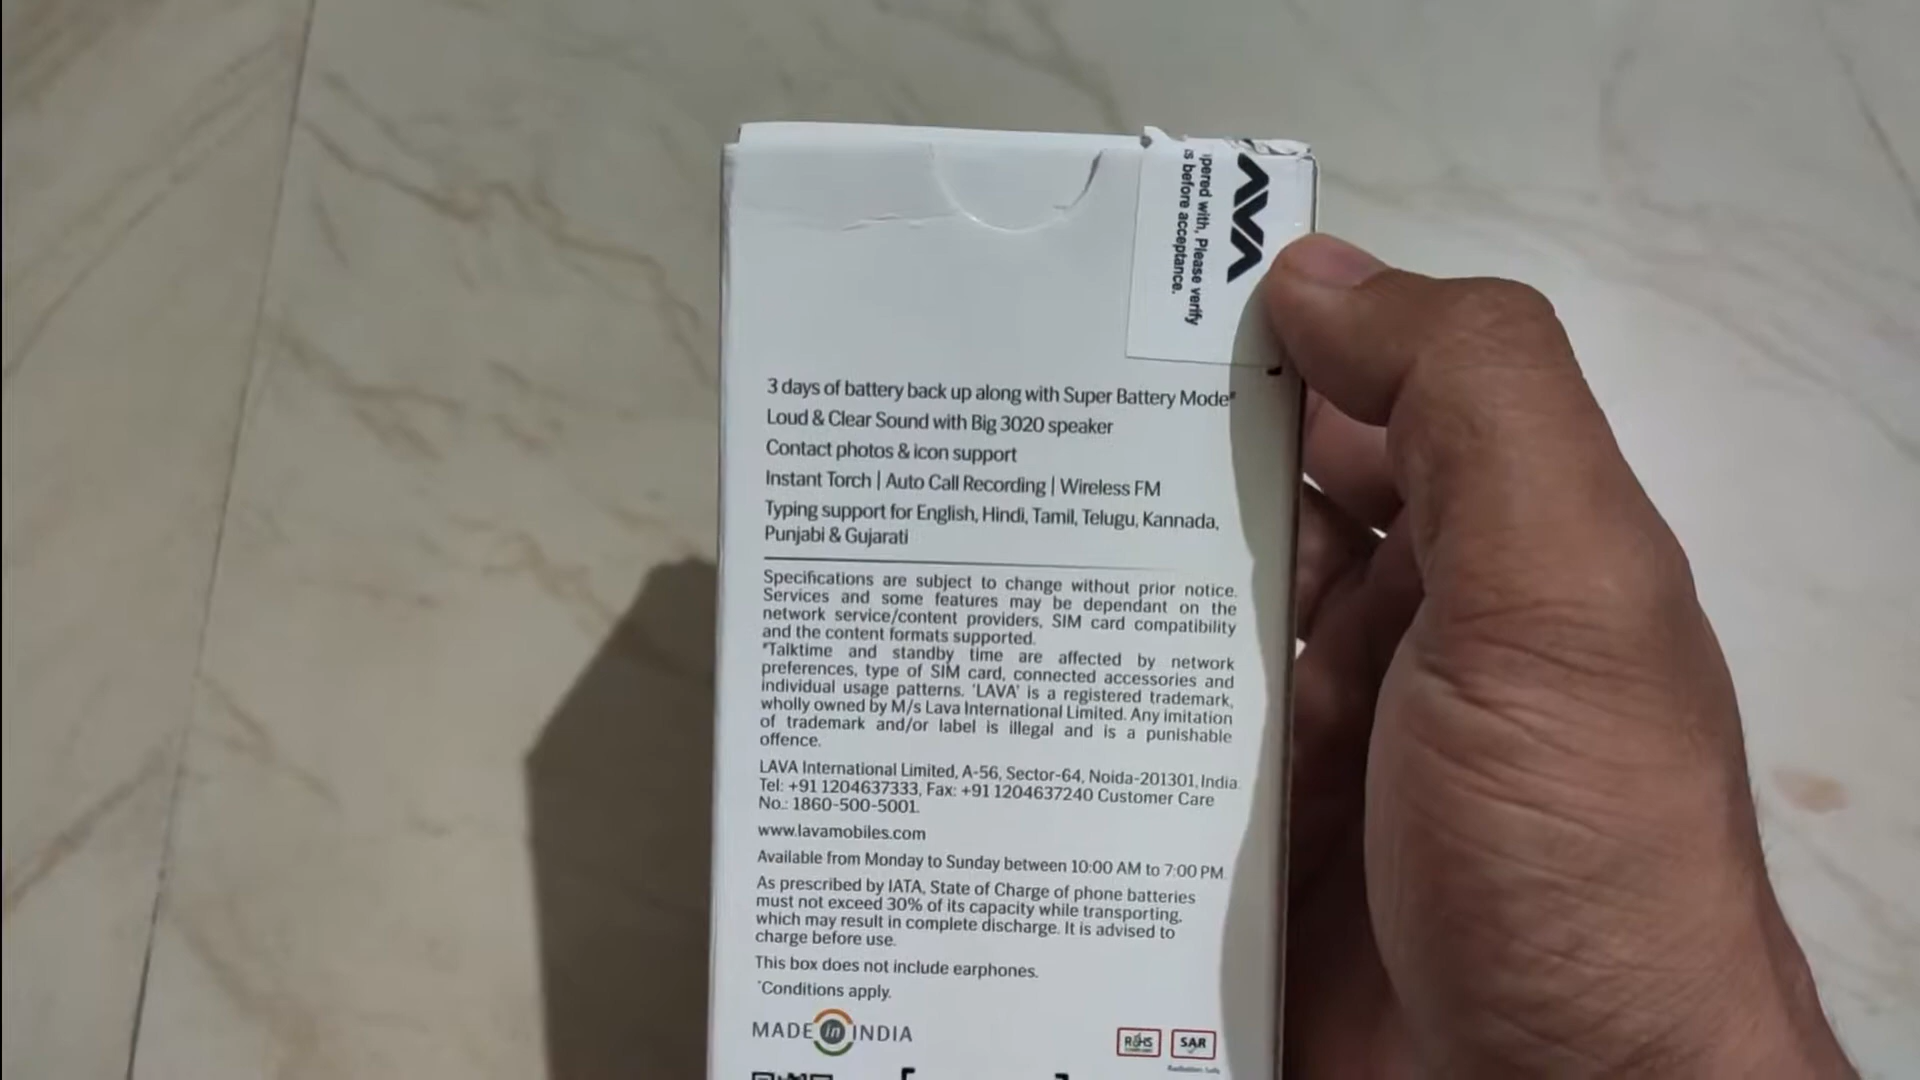 AVA
pered with, Please verify
s before acceptance.
3 days of battery back up along with Super Battery Mode#
Loud & Clear Sound with Big 3020 speaker
Contact photos & icon support
Instant Torch | Auto Call Recording | Wireless FM
Typing support for English, Hindi, Tamil, Telugu, Kannada,
Punjabi & Gujarati
Specifications are subject to change without prior notice.
Services and some features may be dependant on the
network service/content providers, SIM card compatibility
and the content formats supported.
#Talktime and standby time are affected by network
preferences, type of SIM card, connected accessories and
individual usage patterns. 'LAVA' is a registered trademark,
wholly owned by M/s Lava International Limited. Any imitation
of trademark and/or label is illegal and is a punishable
offence.
LAVA International Limited, A-56, Sector-64, Noida-201301, India.
Tel: +91 1204637333, Fax: +91 1204637240 Customer Care
No.: 1860-500-5001.
www.lavamobiles.com
Available from Monday to Sunday between 10:00 AM to 7:00 PM.
As prescribed by IATA, State of Charge of phone batteries
must not exceed 30% of its capacity while transporting,
which may result in complete discharge. It is advised to
charge before use.
This box does not include earphones.
*Conditions apply.
MADE in INDIA
RoHS
SAR
Radiation Safe